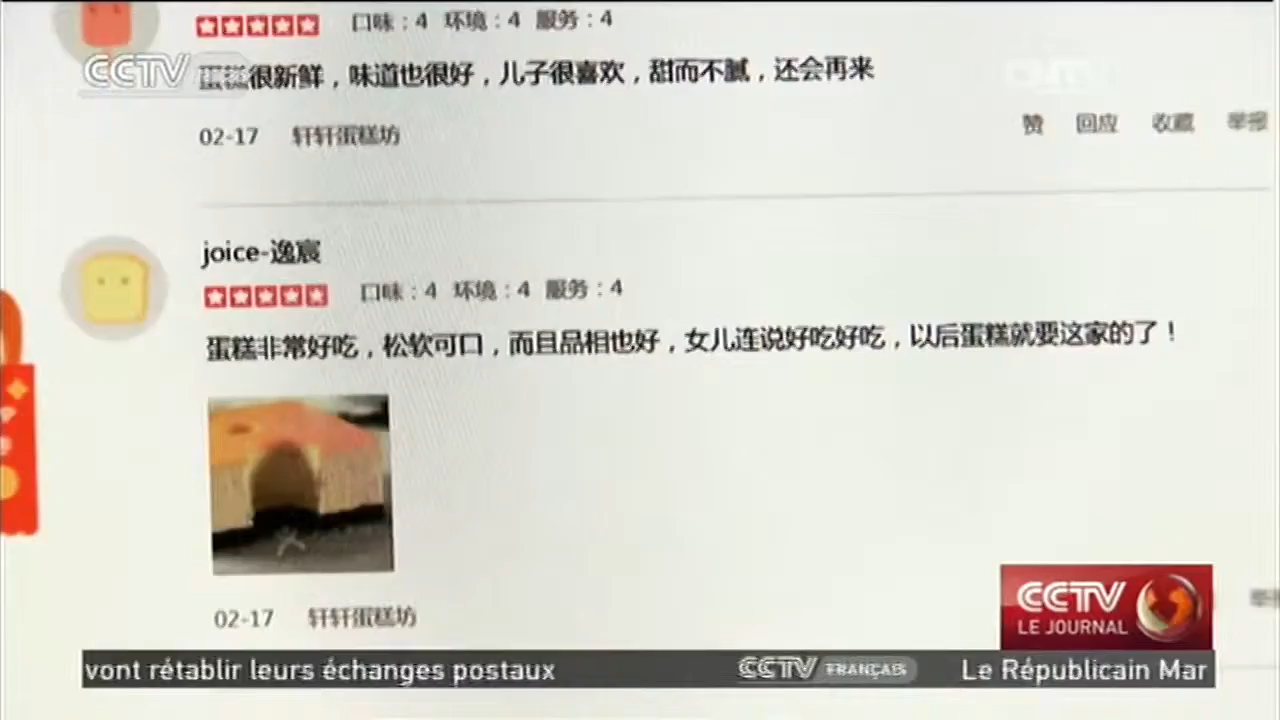 口味：4 环境：4 服务：4
CCTV
蛋糕很新鲜，味道也很好，儿子很喜欢，甜而不腻，还会再来
02-17 轩轩蛋糕坊
赞 回应 收藏 举报
joice-逸宸
口味：4 环境：4 服务：4
蛋糕非常好吃，松软可口，而且品相也好，女儿连说好吃好吃，以后蛋糕就要这家的了！
02-17 轩轩蛋糕坊
CCTV
LE JOURNAL
vont rétablir leurs échanges postaux CCTV FRANÇAIS Le Républicain Mar